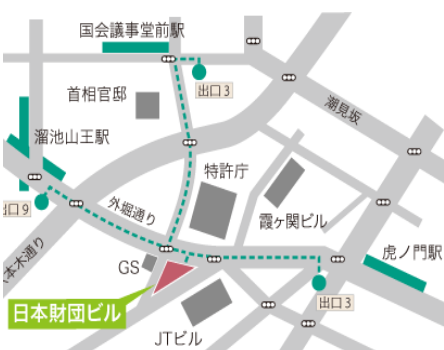 国会議事堂前駅
出口3
首相官邸
潮見坂
溜池山王駅
特許庁
出口9
外堀通り
霞ヶ関ビル
六本木通り
虎ノ門駅
GS
出口3
日本財団ビル
JTビル